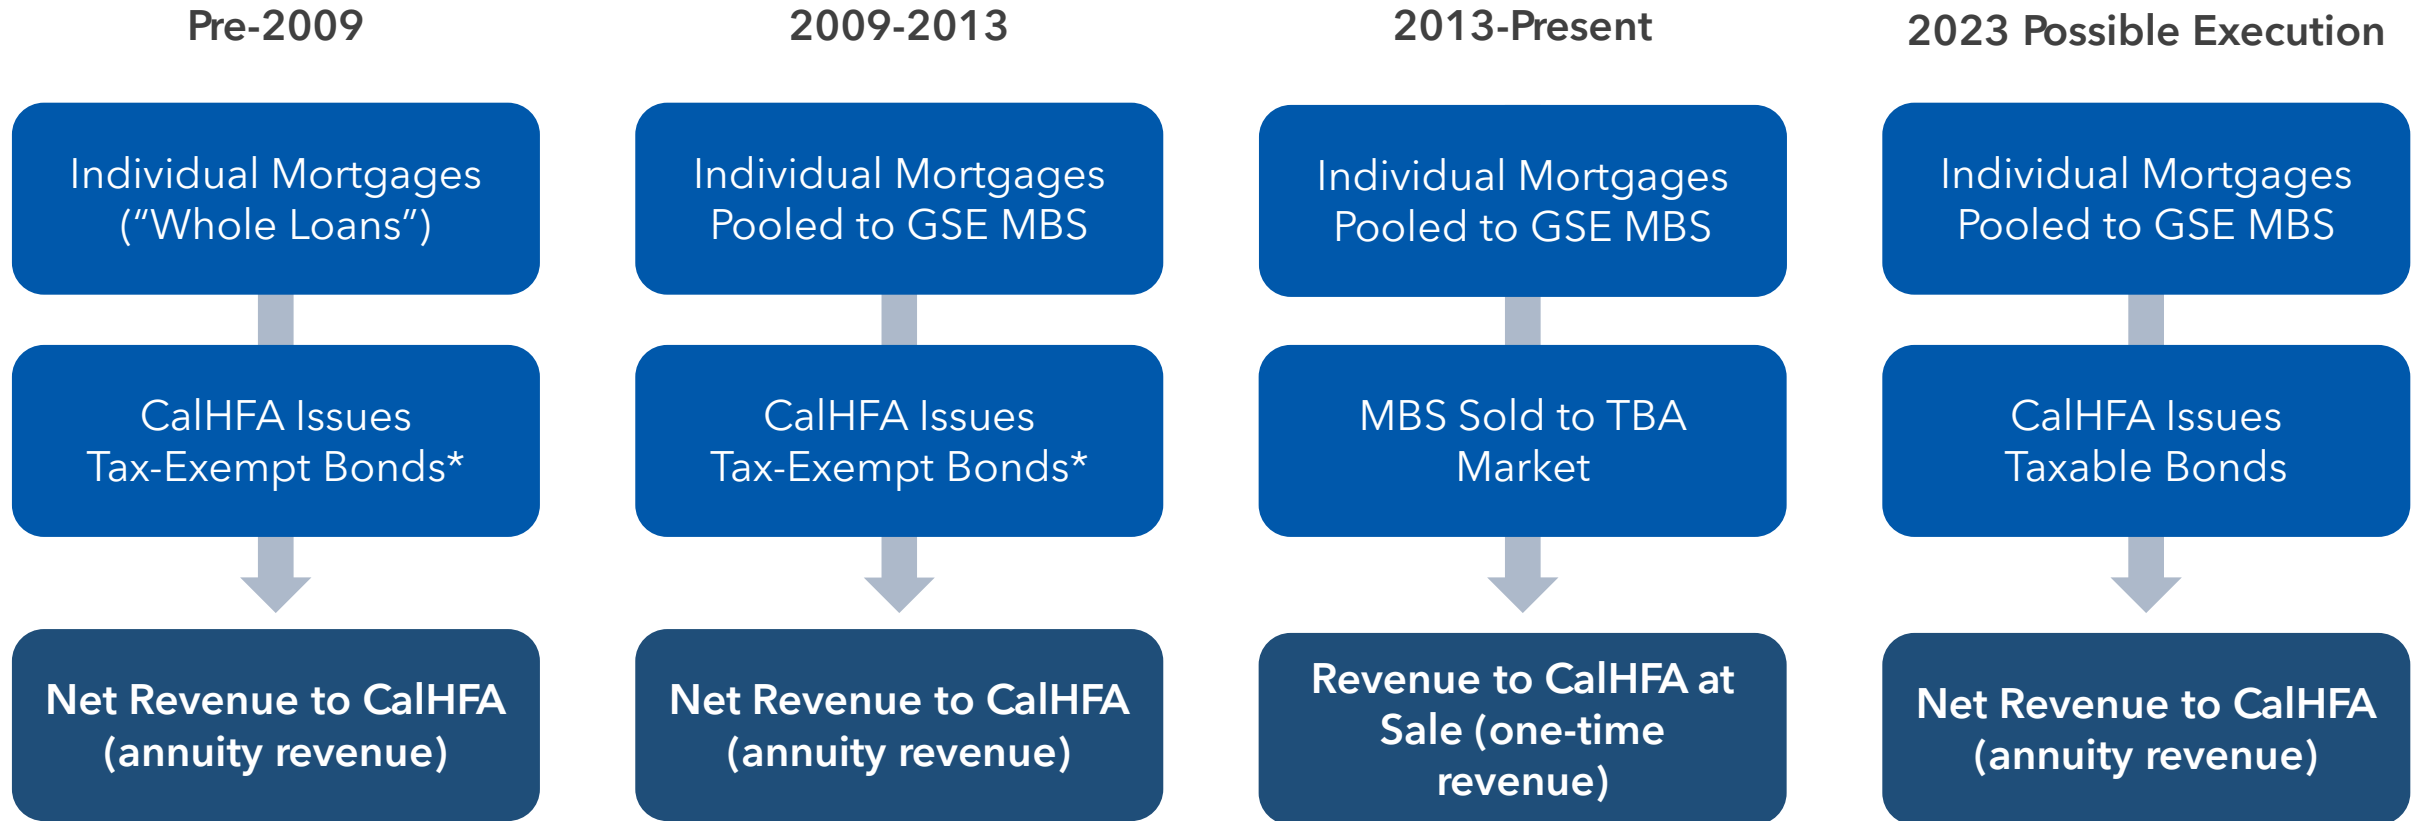 Pre-2009
2009-2013
2013-Present
2023 Possible Execution
Individual Mortgages
(“Whole Loans”)
Individual Mortgages
Pooled to GSE MBS
Individual Mortgages
Pooled to GSE MBS
Individual Mortgages
Pooled to GSE MBS
CalHFA Issues
Tax-Exempt Bonds*
CalHFA Issues
Tax-Exempt Bonds*
MBS Sold to TBA
Market
CalHFA Issues
Taxable Bonds
Net Revenue to CalHFA
(annuity revenue)
Net Revenue to CalHFA
(annuity revenue)
Revenue to CalHFA at
Sale (one-time
revenue)
Net Revenue to CalHFA
(annuity revenue)